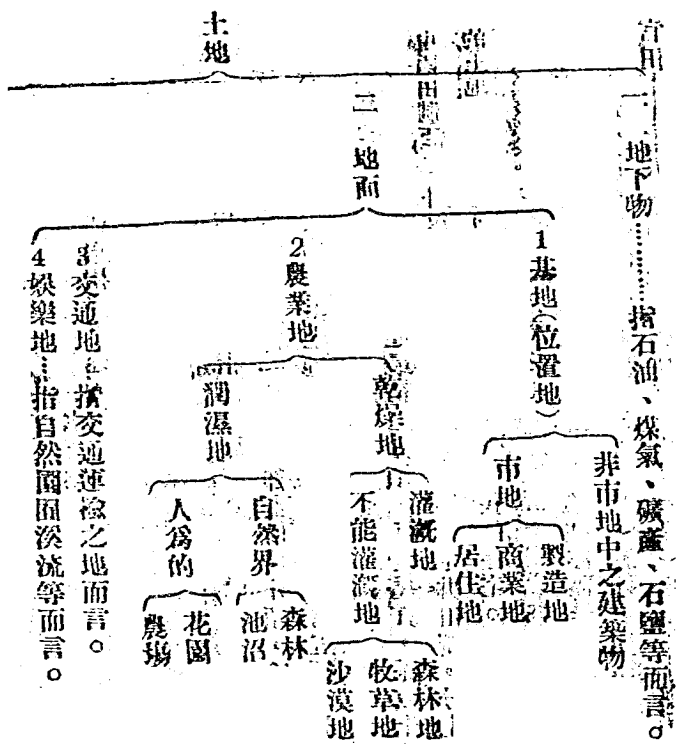 土地
一、地下物………指石油、煤氣、礦產、石鹽等而言。
二、地面
1基地(位置地)
非市地中之建築物
市地
製造地
商業地
居住地
2農業地
乾燥地
灌溉地
不能灌溉地
森林地
牧草地
沙漠地
潤濕地
自然界
森林
池沼
人爲的
花園
農場
3交通地…指交通運輸之地而言。
4娛樂地…指自然園囿溪流等而言。